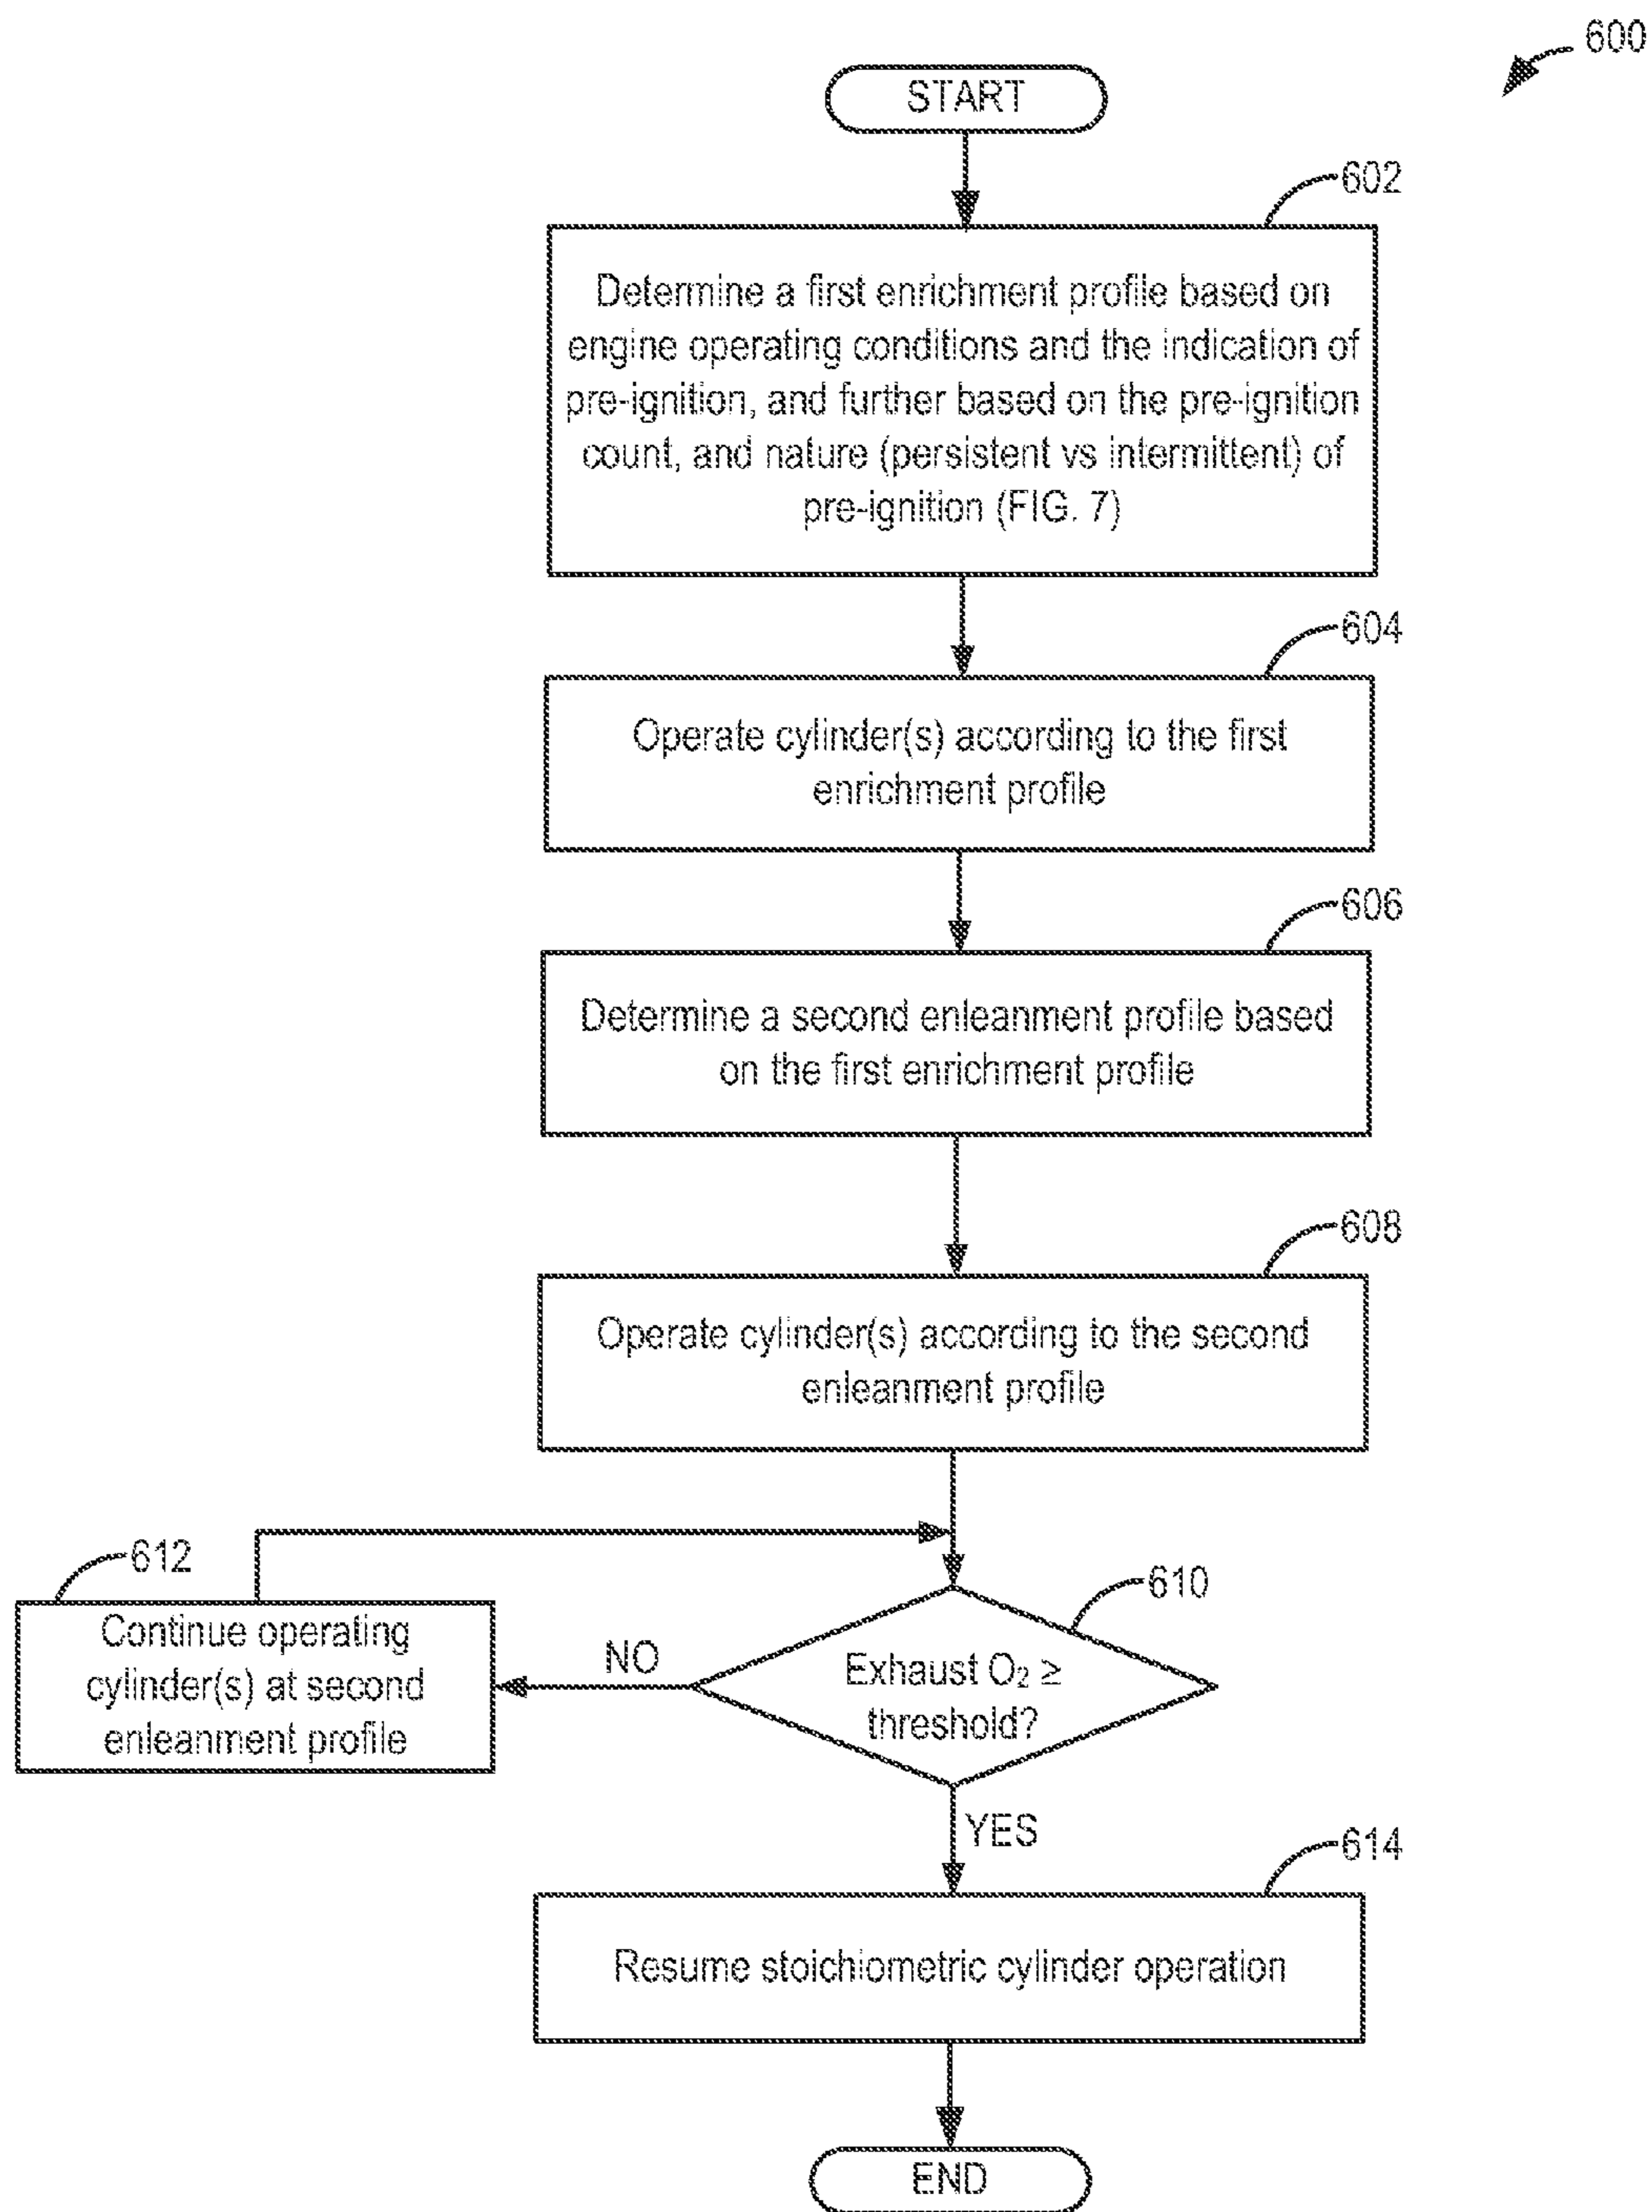 600
START
602
Determine a first enrichment profile based on
engine operating conditions and the indication of
pre-ignition, and further based on the pre-ignition
count, and nature (persistent vs intermittent) of
pre-ignition (FIG. 7)
604
Operate cylinder(s) according to the first
enrichment profile
606
Determine a second enleanment profile based
on the first enrichment profile
608
Operate cylinder(s) according to the second
enleanment profile
612
Continue operating
cylinder(s) at second
enleanment profile
NO
610
Exhaust O₂ ≥
threshold?
YES
614
Resume stoichiometric cylinder operation
END